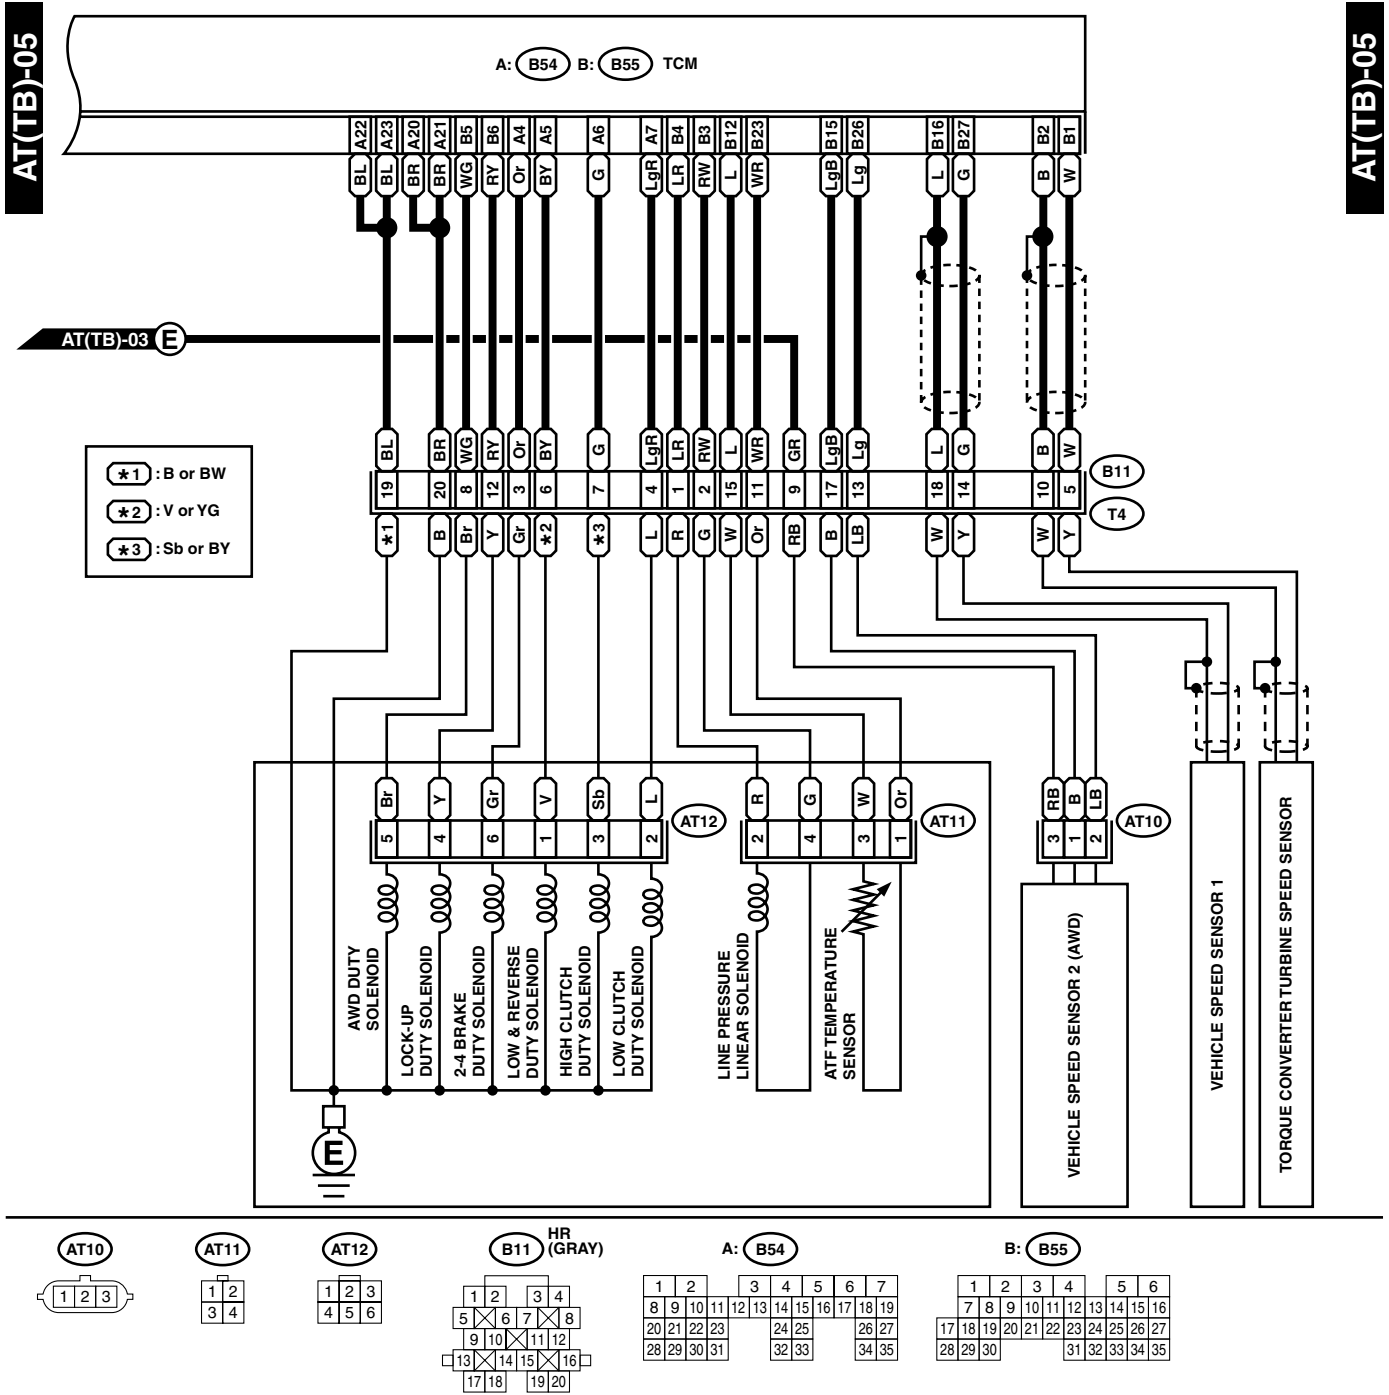 AT(TB)-05
AT(TB)-05
A: B54 B: B55 TCM
A22 A23 A20 A21 B5 B6 A4 A5 A6 A7 B4 B3 B12 B23 B15 B26 B16 B27 B2 B1
BL BL BR BR WG RY Or BY G LgR LR RW L WR LgB Lg L G B W
AT(TB)-03 E
BL BR WG RY Or BY G LgR LR RW L WR GR LgB Lg L G B W
19 20 8 12 3 6 7 4 1 2 15 11 9 17 13 18 14 10 5
B11
T4
*1 B Br Y Gr *2 *3 L R G W Or RB B LB W Y W Y
*1 : B or BW
*2 : V or YG
*3 : Sb or BY
Br Y Gr V Sb L
5 4 6 1 3 2
AT12
R G W Or
2 4 3 1
AT11
RB B LB
3 1 2
AT10
AWD DUTY
SOLENOID
LOCK-UP
DUTY SOLENOID
2-4 BRAKE
DUTY SOLENOID
LOW & REVERSE
DUTY SOLENOID
HIGH CLUTCH
DUTY SOLENOID
LOW CLUTCH
DUTY SOLENOID
LINE PRESSURE
LINEAR SOLENOID
ATF TEMPERATURE
SENSOR
VEHICLE SPEED SENSOR 2 (AWD)
VEHICLE SPEED SENSOR 1
TORQUE CONVERTER TURBINE SPEED SENSOR
E
AT10
1 2 3
AT11
1 2
3 4
AT12
1 2 3
4 5 6
B11 HR
(GRAY)
1 2 3 4
5 6 7 8
9 10 11 12
13 14 15 16
17 18 19 20
A: B54
1 2 3 4 5 6 7
8 9 10 11 12 13 14 15 16 17 18 19
20 21 22 23 24 25 26 27
28 29 30 31 32 33 34 35
B: B55
1 2 3 4 5 6
7 8 9 10 11 12 13 14 15 16
17 18 19 20 21 22 23 24 25 26 27
28 29 30 31 32 33 34 35